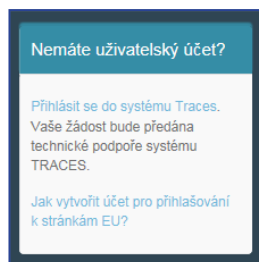 Nemáte uživatelský účet?
Přihlásit se do systému Traces.
Vaše žádost bude předána
technické podpoře systému
TRACES.
Jak vytvořit účet pro přihlašování
k stránkám EU?